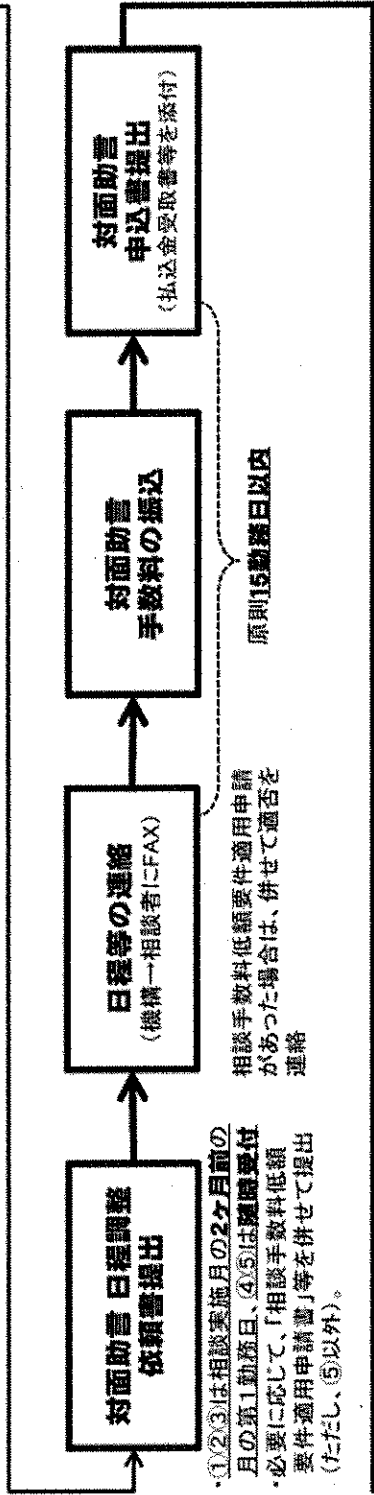 対面助言 日程調整
依頼書提出
・①②③は相談実施月の2ヶ月前の
月の第1勤務日、④⑤は随時受付
・必要に応じて、「相談手数料低額
要件適用申請書」等を併せて提出
(ただし、⑤以外)。
日程等の連絡
(機構→相談者にFAX)
相談手数料低額要件適用申請
があった場合は、併せて適否を
連絡
対面助言
手数料の振込
原則15勤務日以内
対面助言
申込書提出
(払込金受取書等を添付)